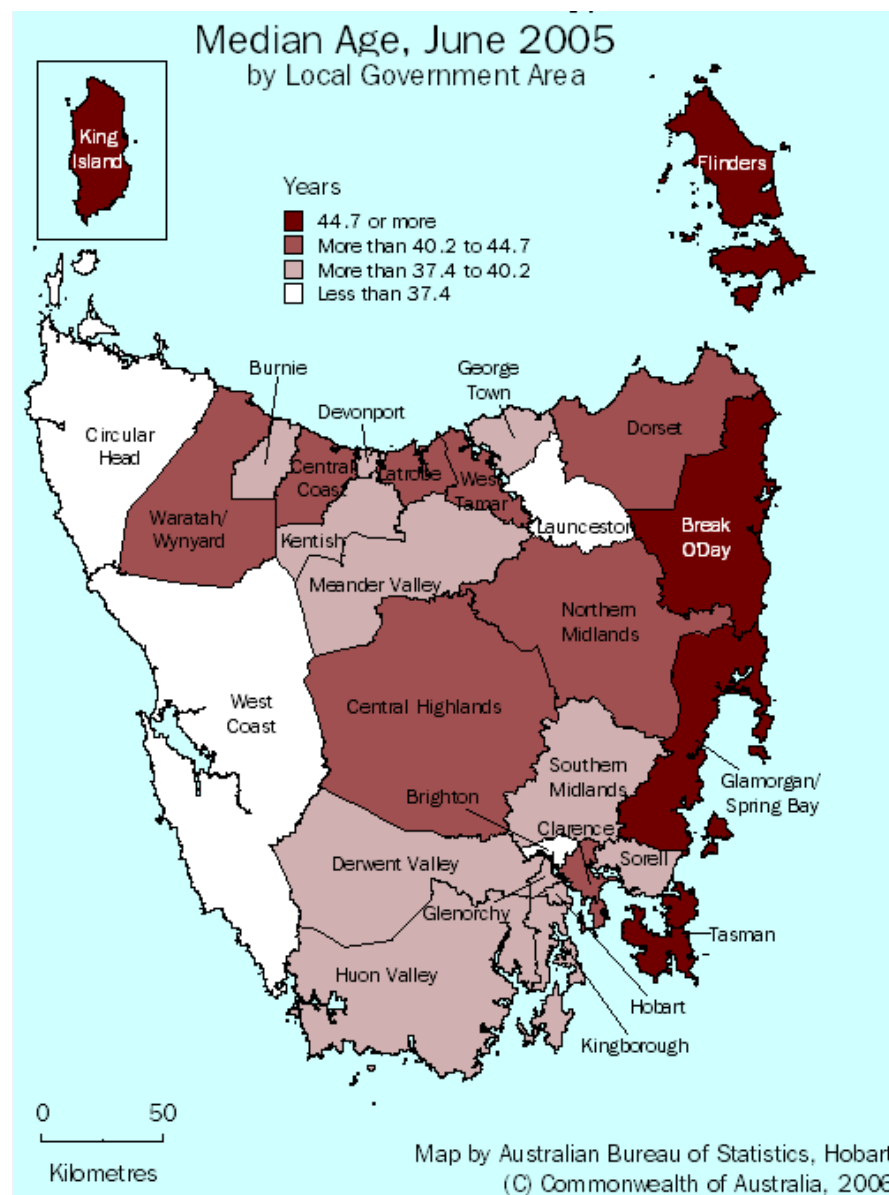 Median Age, June 2005
by Local Government Area
King
Island
Flinders
Years
44.7 or more
More than 40.2 to 44.7
More than 37.4 to 40.2
Less than 37.4
Burnie
George
Town
Devonport
Circular
Head
Dorset
Central
Coast
Latrobe
West
Tamar
Waratah/
Wynyard
Launceston
Break
O'Day
Kentish
Meander Valley
Northern
Midlands
West
Coast
Central Highlands
Southern
Midlands
Glamorgan/
Spring Bay
Brighton
Clarence
Derwent Valley
Sorell
Glenorchy
Tasman
Huon Valley
Hobart
Kingborough
0 50
Kilometres
Map by Australian Bureau of Statistics, Hobart
(C) Commonwealth of Australia, 2006